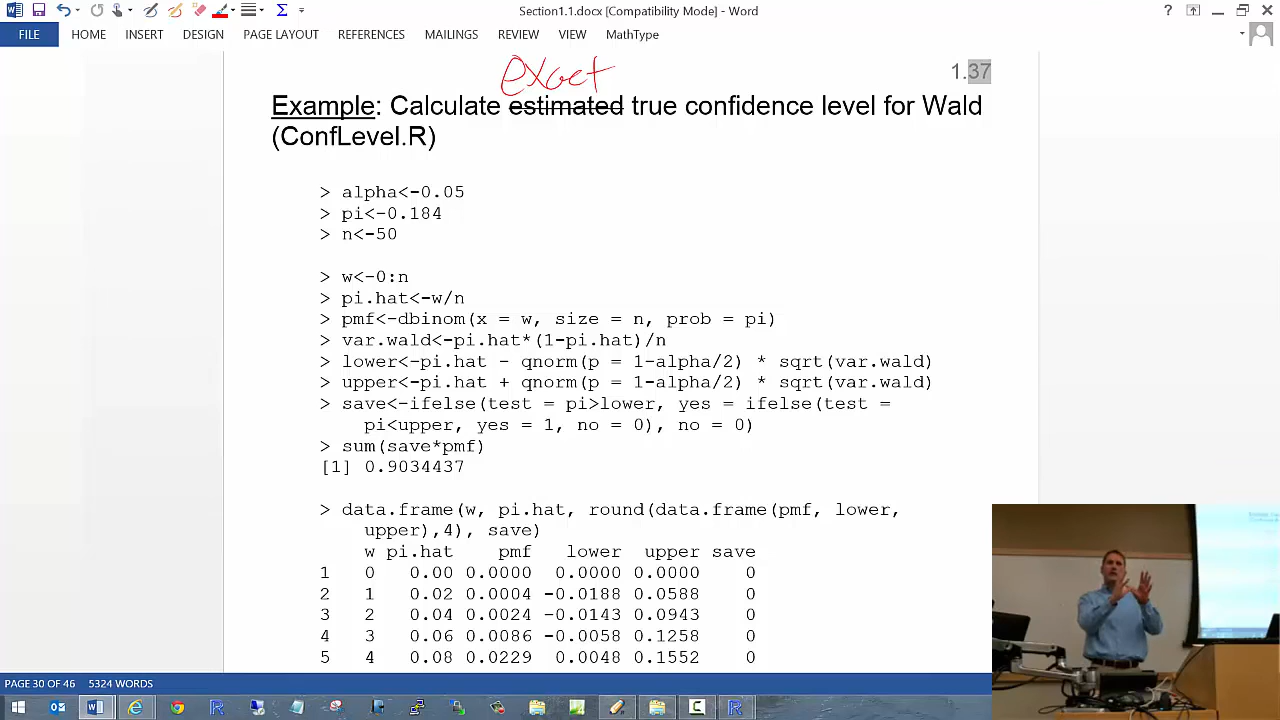 Section1.1.docx [Compatibility Mode] - Word
FILE HOME INSERT DESIGN PAGE LAYOUT REFERENCES MAILINGS REVIEW VIEW MathType
exact
1.37
Example: Calculate estimated true confidence level for Wald
(ConfLevel.R)
> alpha<-0.05
> pi<-0.184
> n<-50
> w<-0:n
> pi.hat<-w/n
> pmf<-dbinom(x = w, size = n, prob = pi)
> var.wald<-pi.hat*(1-pi.hat)/n
> lower<-pi.hat - qnorm(p = 1-alpha/2) * sqrt(var.wald)
> upper<-pi.hat + qnorm(p = 1-alpha/2) * sqrt(var.wald)
> save<-ifelse(test = pi>lower, yes = ifelse(test =
pi<upper, yes = 1, no = 0), no = 0)
> sum(save*pmf)
[1] 0.9034437
> data.frame(w, pi.hat, round(data.frame(pmf, lower,
upper),4), save)
w pi.hat pmf lower upper save
1 0 0.00 0.0000 0.0000 0.0000 0
2 1 0.02 0.0004 -0.0188 0.0588 0
3 2 0.04 0.0024 -0.0143 0.0943 0
4 3 0.06 0.0086 -0.0058 0.1258 0
5 4 0.08 0.0229 0.0048 0.1552 0
PAGE 30 OF 46 5324 WORDS